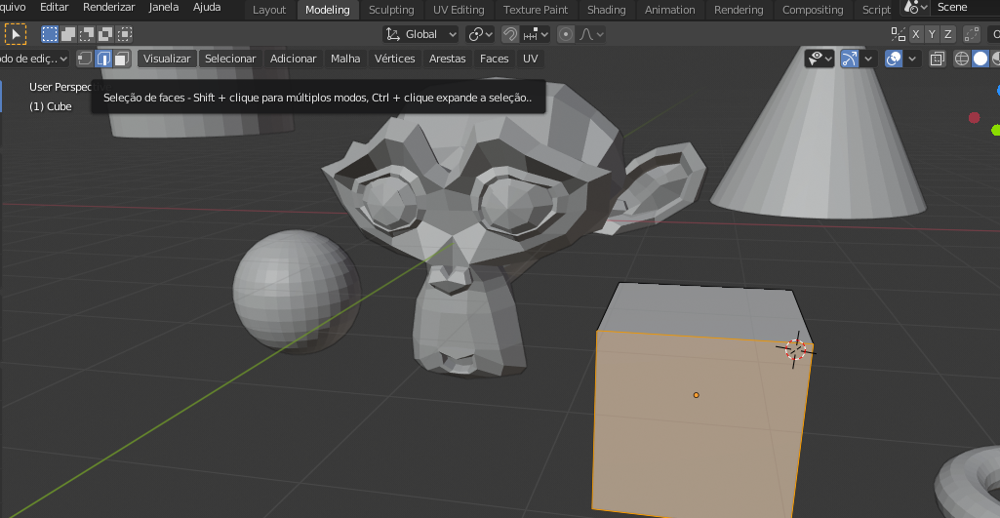 quivo Editar Renderizar Janela Ajuda Layout Modeling Sculpting UV Editing Texture Paint Shading Animation Rendering Compositing Script Scene
Global X Y Z
do de ediç.. Visualizar Selecionar Adicionar Malha Vértices Arestas Faces UV
User Perspec
Seleção de faces - Shift + clique para múltiplos modos, Ctrl + clique expande a seleção..
(1) Cube